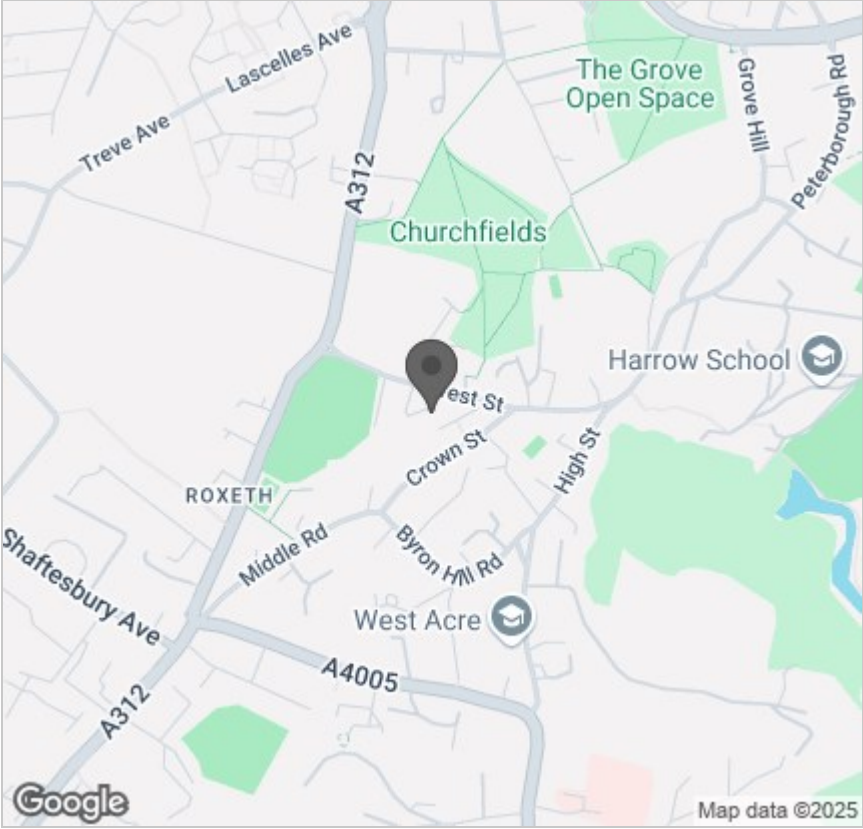 Lascelles Ave
The Grove
Open Space
Grove Hill
Peterborough Rd
Treve Ave
A312
Churchfields
Harrow School
est St
Crown St
High St
ROXETH
Middle Rd
Byron Hill Rd
Shaftesbury Ave
West Acre
A4005
A312
Google
Map data ©2025